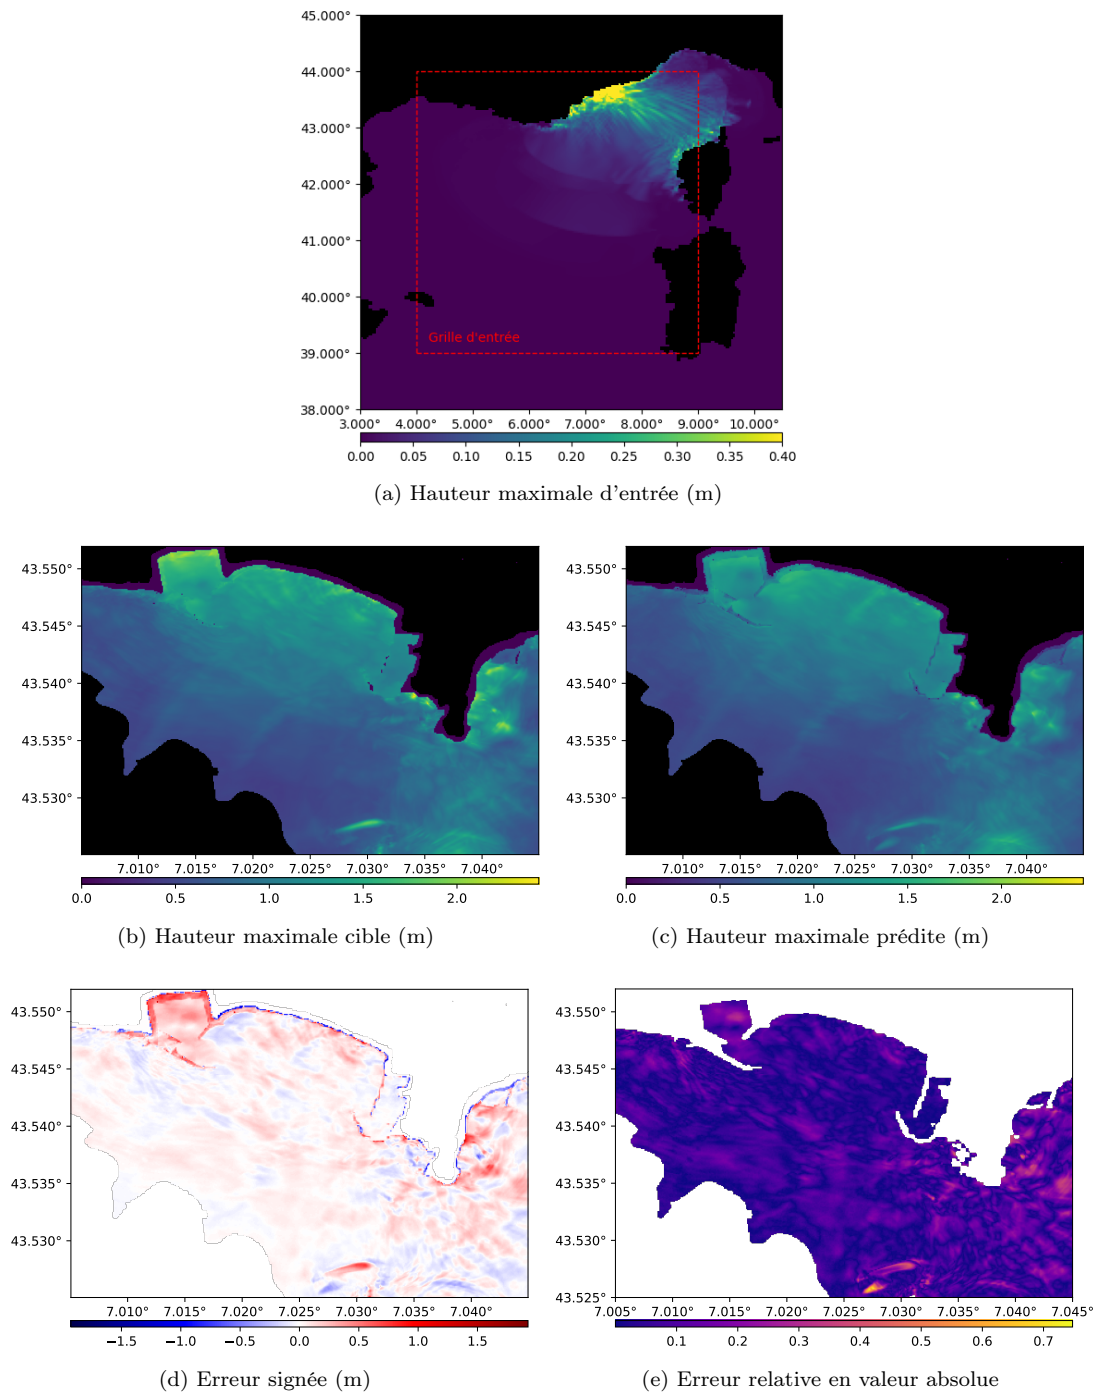 45.000°
44.000°
43.000°
42.000°
41.000°
40.000°
39.000°
38.000°
Grille d'entrée
3.000° 4.000° 5.000° 6.000° 7.000° 8.000° 9.000° 10.000°
0.00 0.05 0.10 0.15 0.20 0.25 0.30 0.35 0.40
(a) Hauteur maximale d'entrée (m)
43.550°
43.545°
43.540°
43.535°
43.530°
7.010° 7.015° 7.020° 7.025° 7.030° 7.035° 7.040°
0.0 0.5 1.0 1.5 2.0
(b) Hauteur maximale cible (m)
43.550°
43.545°
43.540°
43.535°
43.530°
7.010° 7.015° 7.020° 7.025° 7.030° 7.035° 7.040°
0.0 0.5 1.0 1.5 2.0
(c) Hauteur maximale prédite (m)
43.550°
43.545°
43.540°
43.535°
43.530°
7.010° 7.015° 7.020° 7.025° 7.030° 7.035° 7.040°
−1.5 −1.0 −0.5 0.0 0.5 1.0 1.5
(d) Erreur signée (m)
43.550°
43.545°
43.540°
43.535°
43.530°
43.525°
7.005° 7.010° 7.015° 7.020° 7.025° 7.030° 7.035° 7.040° 7.045°
0.1 0.2 0.3 0.4 0.5 0.6 0.7
(e) Erreur relative en valeur absolue